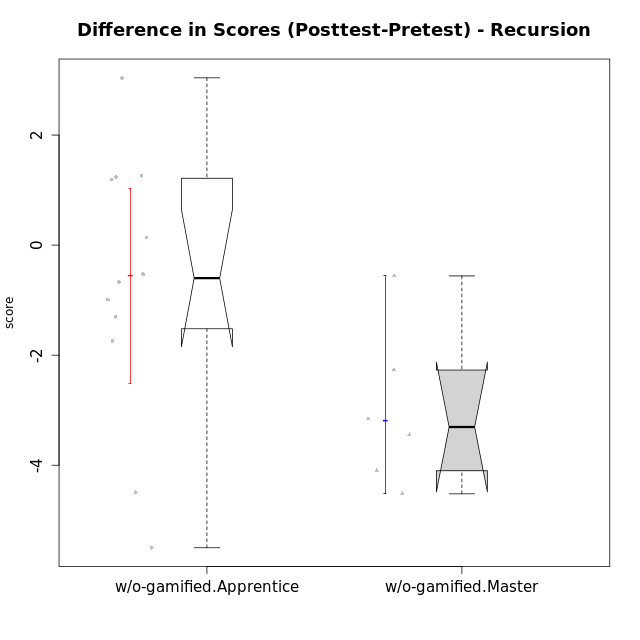 Difference in Scores (Posttest-Pretest) - Recursion
2
0
-2
-4
score
w/o-gamified.Apprentice
w/o-gamified.Master